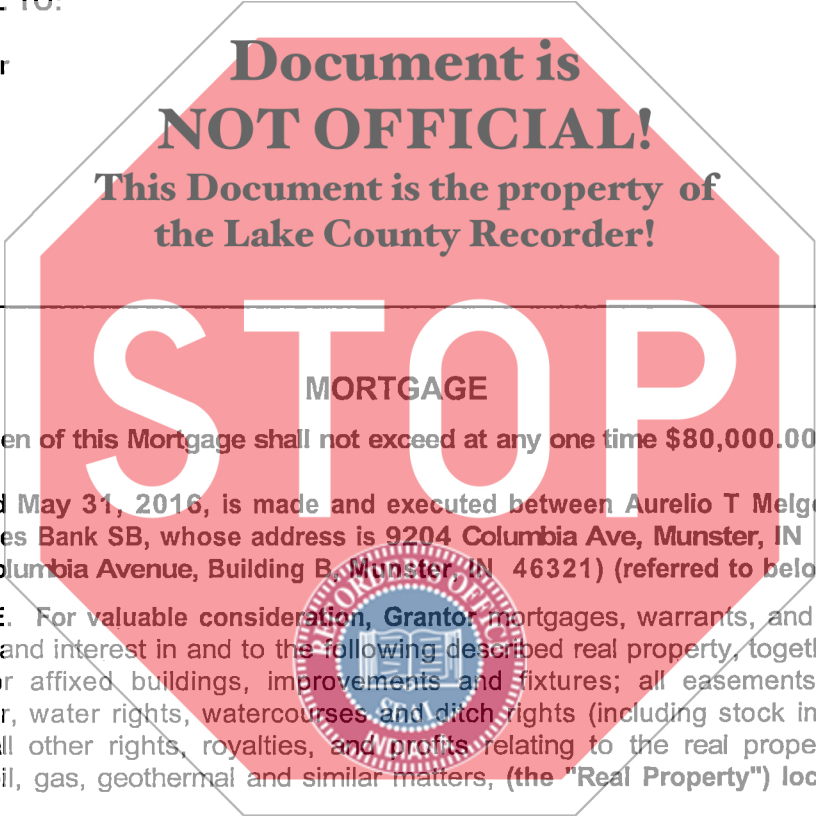 TO:
r
Document is
NOT OFFICIAL!
This Document is the property of
the Lake County Recorder!
STOP
MORTGAGE
en of this Mortgage shall not exceed at any one time $80,000.00
d May 31, 2016, is made and executed between Aurelio T Melg
es Bank SB, whose address is 9204 Columbia Ave, Munster, IN
olumbia Avenue, Building B, Munster, IN 46321) (referred to belo
E. For valuable consideration, Grantor mortgages, warrants, and
and interest in and to the following described real property, togeth
or affixed buildings, improvements and fixtures; all easements
r, water rights, watercourses and ditch rights (including stock in
ll other rights, royalties, and profits relating to the real prope
il, gas, geothermal and similar matters, (the "Real Property") loc
RECORDER'S OFFICE
SEAL
INDIANA